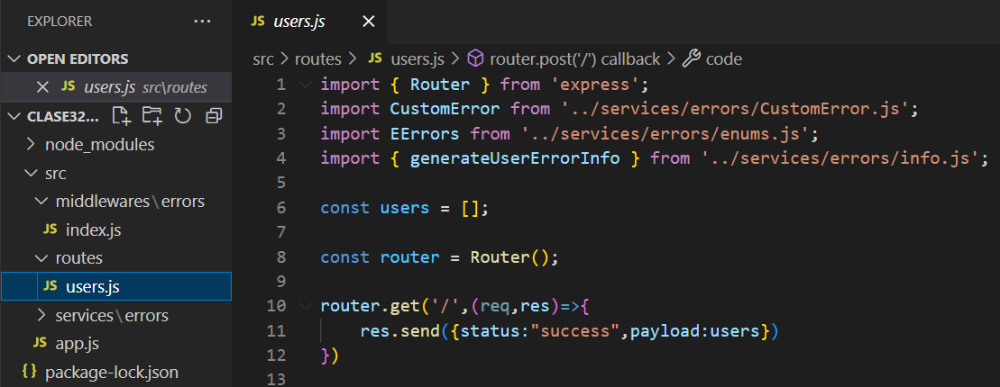 EXPLORER ...
OPEN EDITORS
JS users.js src\routes
CLASE32...
node_modules
src
middlewares\errors
JS index.js
routes
JS users.js
services\errors
JS app.js
{} package-lock.json
JS users.js
src > routes > JS users.js > router.post('/') callback > code
1 import { Router } from 'express';
2 import CustomError from '../services/errors/CustomError.js';
3 import EErrors from '../services/errors/enums.js';
4 import { generateUserErrorInfo } from '../services/errors/info.js';
5
6 const users = [];
7
8 const router = Router();
9
10 router.get('/',(req,res)=>{
11 res.send({status:"success",payload:users})
12 })
13